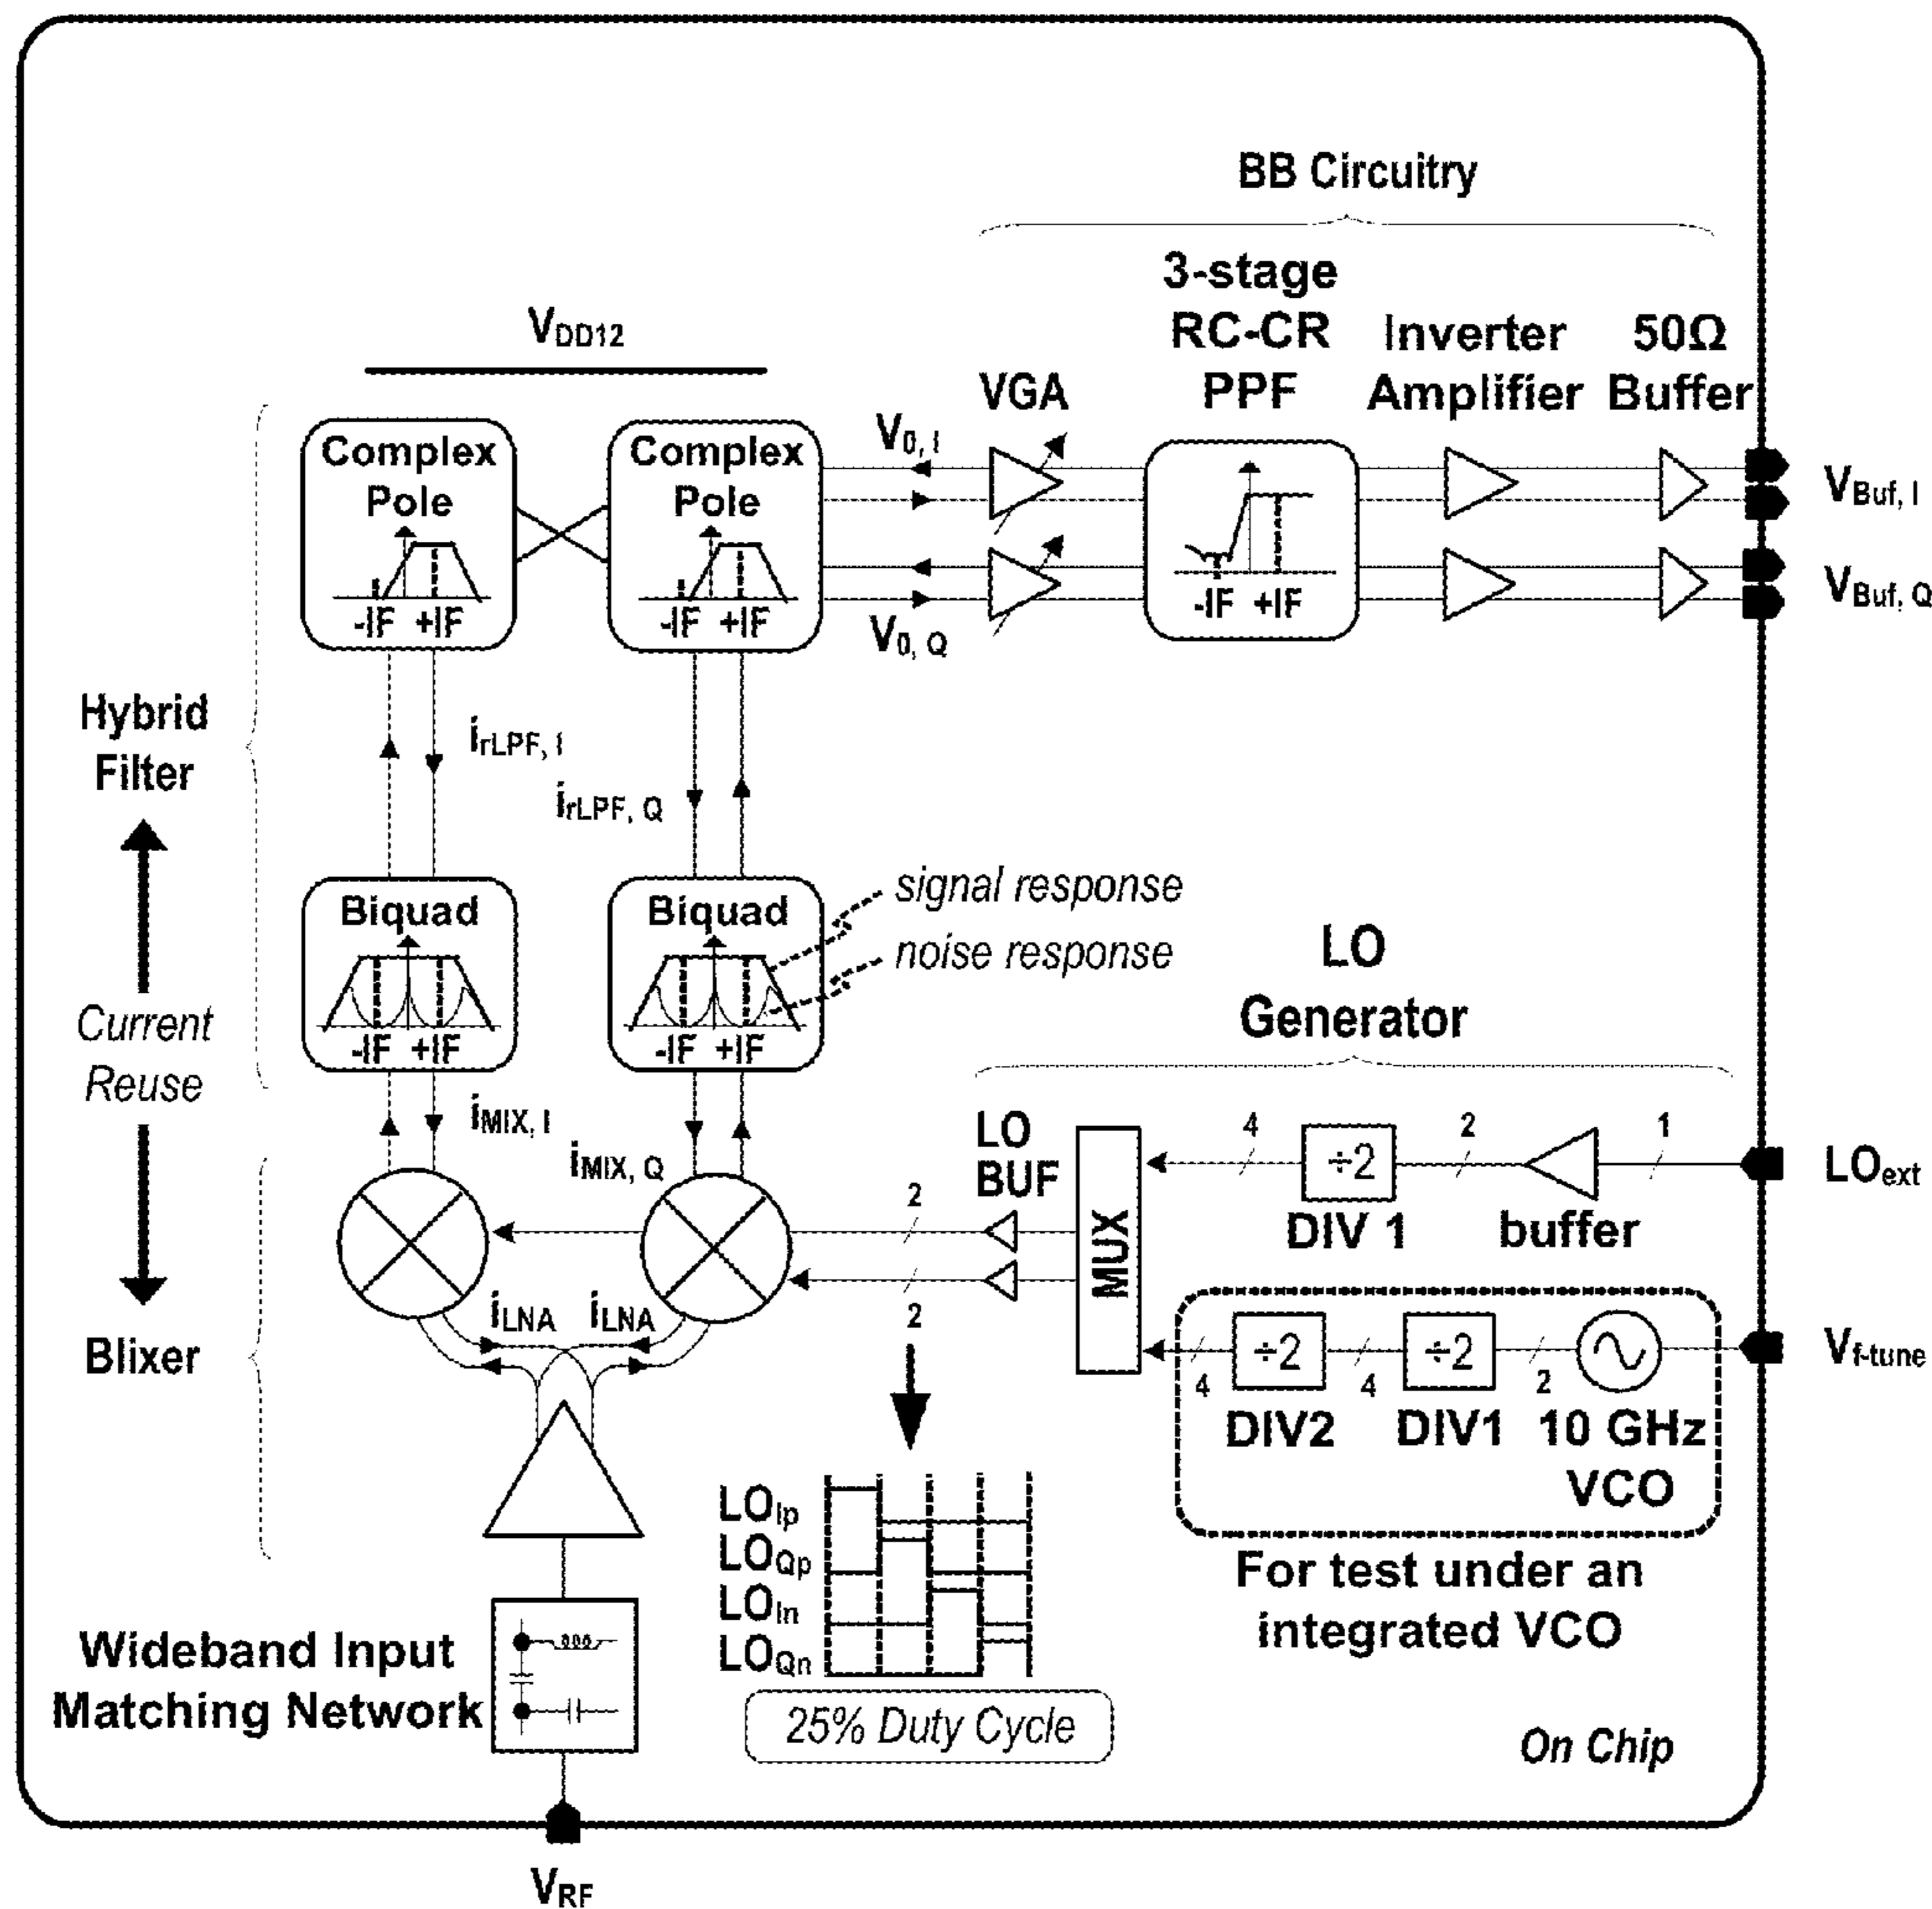 BB Circuitry
3-stage
RC-CR
PPF
Inverter
Amplifier
50Ω
Buffer
VGA
VDD12
Complex
Pole
-IF +IF
Complex
Pole
-IF +IF
V0, I
V0, Q
-IF +IF
VBuf, I
VBuf, Q
Hybrid
Filter
Current
Reuse
Blixer
irLPF, I
irLPF, Q
Biquad
-IF +IF
Biquad
-IF +IF
signal response
noise response
iMIX, I
iMIX, Q
LO
Generator
LO
BUF
2
2
MUX
4
÷2
DIV 1
2
buffer
1
LOext
4
÷2
DIV2
4
÷2
DIV1
2
10 GHz
VCO
Vf-tune
For test under an
integrated VCO
iLNA
iLNA
LOIp
LOQp
LOIn
LOQn
25% Duty Cycle
Wideband Input
Matching Network
On Chip
VRF